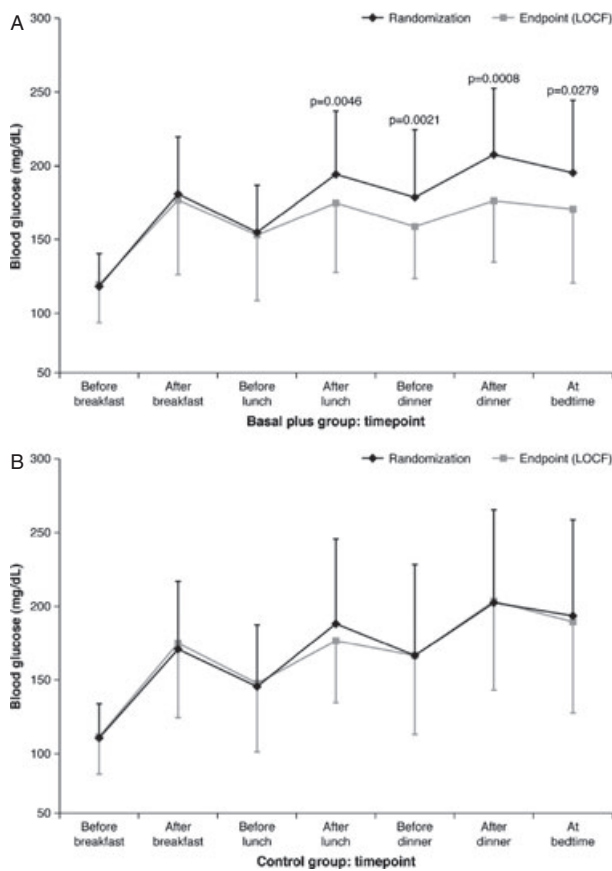 A
Randomization Endpoint (LOCF)
300
250
200
150
100
50
Blood glucose (mg/dL)
p=0.0046
p=0.0021
p=0.0008
p=0.0279
Before breakfast
After breakfast
Before lunch
After lunch
Before dinner
After dinner
At bedtime
Basal plus group: timepoint
B
Randomization Endpoint (LOCF)
300
250
200
150
100
50
Blood glucose (mg/dL)
Before breakfast
After breakfast
Before lunch
After lunch
Before dinner
After dinner
At bedtime
Control group: timepoint